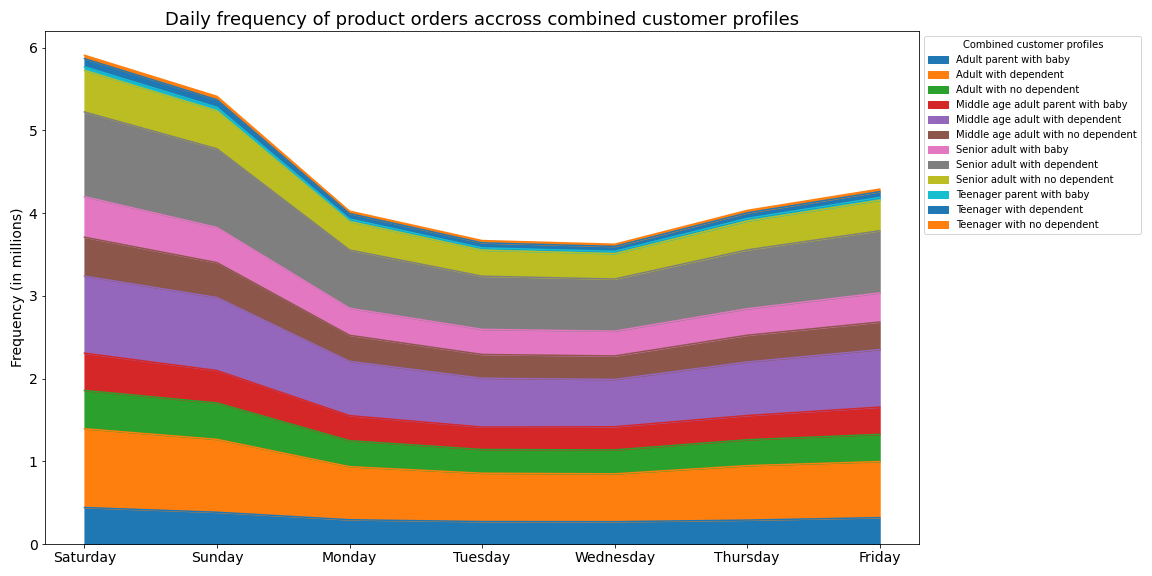 Daily frequency of product orders accross combined customer profiles
Frequency (in millions)
6
5
4
3
2
1
0
Saturday Sunday Monday Tuesday Wednesday Thursday Friday
Combined customer profiles
Adult parent with baby
Adult with dependent
Adult with no dependent
Middle age adult parent with baby
Middle age adult with dependent
Middle age adult with no dependent
Senior adult with baby
Senior adult with dependent
Senior adult with no dependent
Teenager parent with baby
Teenager with dependent
Teenager with no dependent